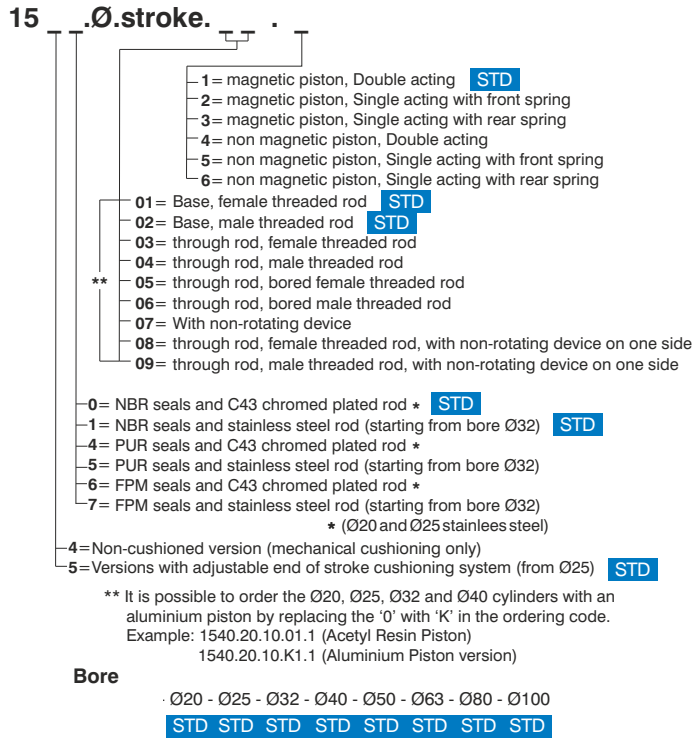 15 _ _.Ø.stroke. _ _ . _
1= magnetic piston, Double acting STD
2= magnetic piston, Single acting with front spring
3= magnetic piston, Single acting with rear spring
4= non magnetic piston, Double acting
5= non magnetic piston, Single acting with front spring
6= non magnetic piston, Single acting with rear spring
01= Base, female threaded rod STD
02= Base, male threaded rod STD
03= through rod, female threaded rod
04= through rod, male threaded rod
** 05= through rod, bored female threaded rod
06= through rod, bored male threaded rod
07= With non-rotating device
08= through rod, female threaded rod, with non-rotating device on one side
09= through rod, male threaded rod, with non-rotating device on one side
0= NBR seals and C43 chromed plated rod * STD
1= NBR seals and stainless steel rod (starting from bore Ø32) STD
4= PUR seals and C43 chromed plated rod *
5= PUR seals and stainless steel rod (starting from bore Ø32)
6= FPM seals and C43 chromed plated rod *
7= FPM seals and stainless steel rod (starting from bore Ø32)
* (Ø20 and Ø25 stainlees steel)
4=Non-cushioned version (mechanical cushioning only)
5=Versions with adjustable end of stroke cushioning system (from Ø25) STD
** It is possible to order the Ø20, Ø25, Ø32 and Ø40 cylinders with an
aluminium piston by replacing the ‘0’ with ‘K’ in the ordering code.
Example: 1540.20.10.01.1 (Acetyl Resin Piston)
1540.20.10.K1.1 (Aluminium Piston version)
Bore
· Ø20 - Ø25 - Ø32 - Ø40 - Ø50 - Ø63 - Ø80 - Ø100
STD STD STD STD STD STD STD STD